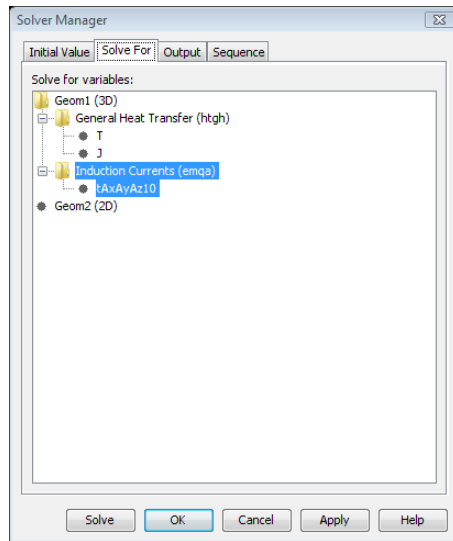 Solver Manager
Initial Value Solve For Output Sequence
Solve for variables:
Geom1 (3D)
General Heat Transfer (htgh)
T
J
Induction Currents (emqa)
tAxAyAz10
Geom2 (2D)
Solve OK Cancel Apply Help